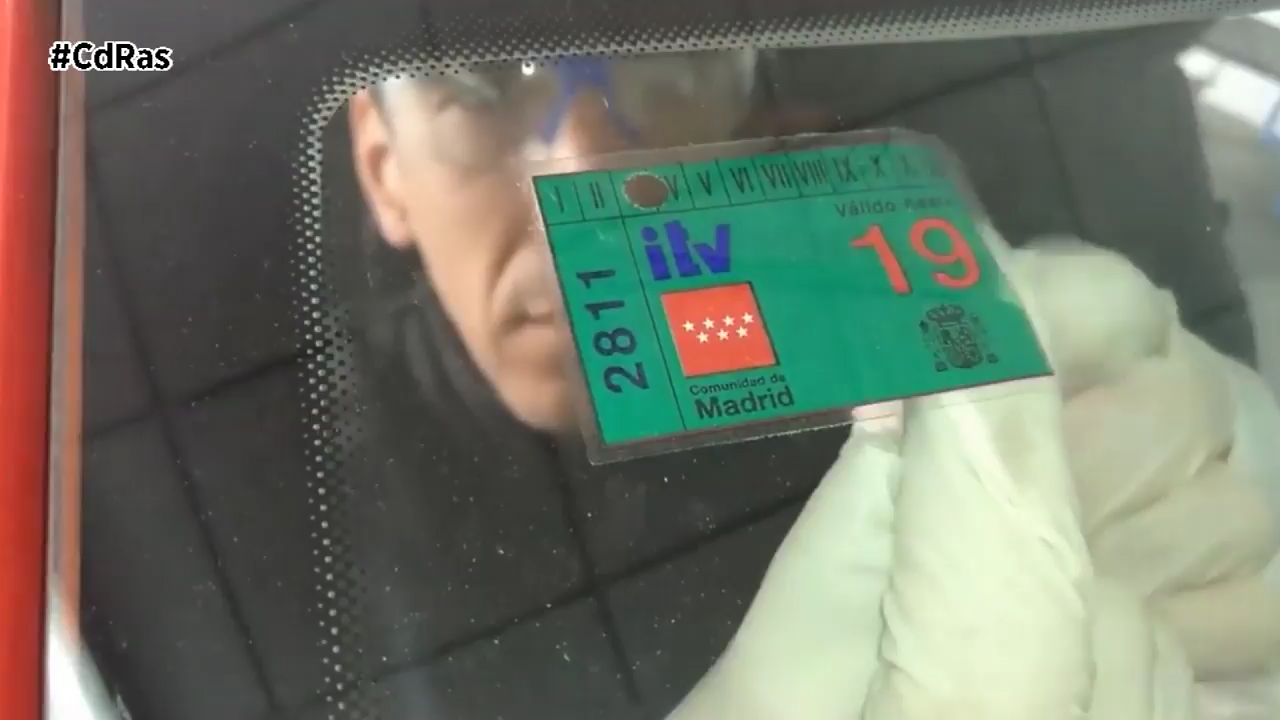 #CdRas
I II V V VI VII VIII IX X
Válido hasta
itv
19
2811
Comunidad de
Madrid